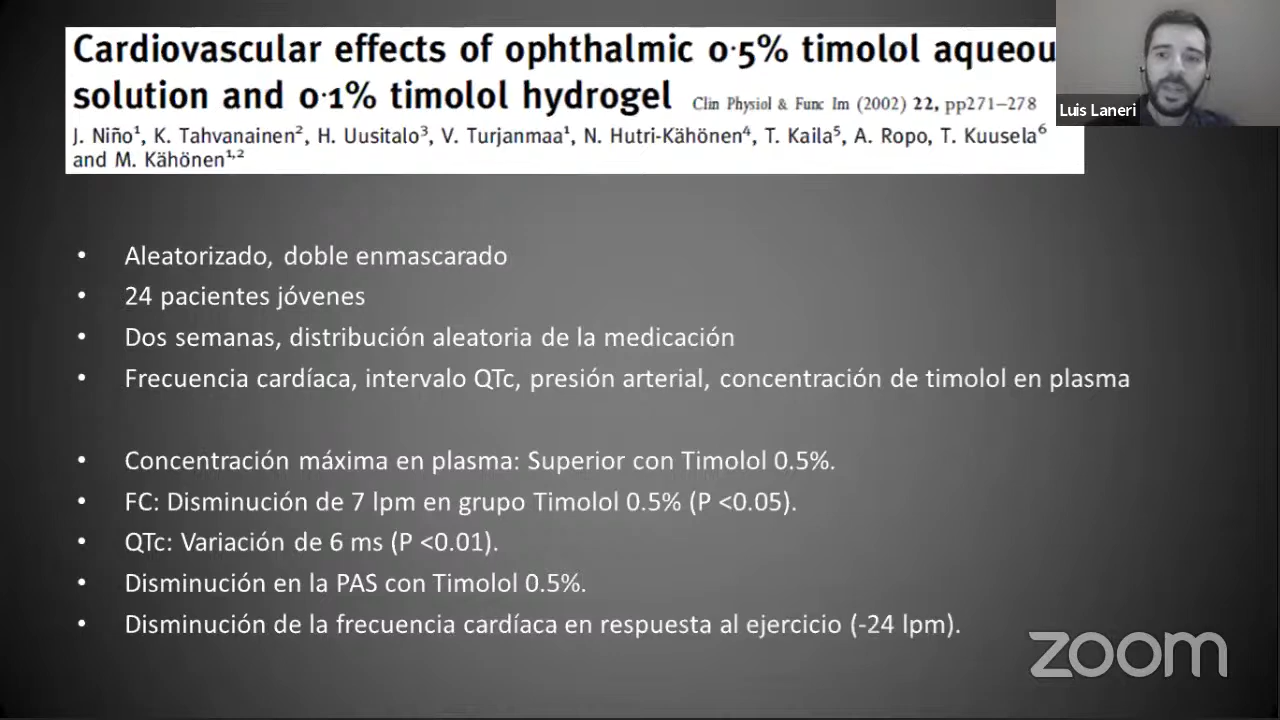 Cardiovascular effects of ophthalmic 0·5% timolol aqueou
solution and 0·1% timolol hydrogel Clin Physiol & Func Im (2002) 22, pp271–278
J. Niño¹, K. Tahvanainen², H. Uusitalo³, V. Turjanmaa¹, N. Hutri-Kähönen⁴, T. Kaila⁵, A. Ropo, T. Kuusela⁶
and M. Kähönen¹,²
Luis Laneri
• Aleatorizado, doble enmascarado
• 24 pacientes jóvenes
• Dos semanas, distribución aleatoria de la medicación
• Frecuencia cardíaca, intervalo QTc, presión arterial, concentración de timolol en plasma
• Concentración máxima en plasma: Superior con Timolol 0.5%.
• FC: Disminución de 7 lpm en grupo Timolol 0.5% (P <0.05).
• QTc: Variación de 6 ms (P <0.01).
• Disminución en la PAS con Timolol 0.5%.
• Disminución de la frecuencia cardíaca en respuesta al ejercicio (-24 lpm).
zoom